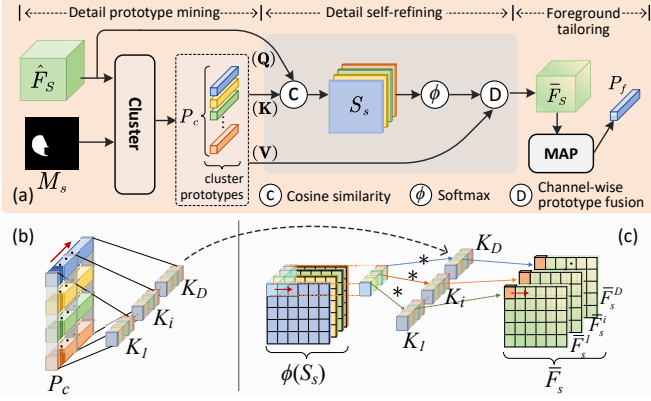 Detail prototype mining
Detail self-refining
Foreground tailoring
F̂_S
M_s
Cluster
P_c
cluster prototypes
(Q)
(K)
(V)
C
S_s
ϕ
D
F̅_S
MAP
P_f
(a)
C Cosine similarity
ϕ Softmax
D Channel-wise prototype fusion
(b)
P_c
K_1
K_i
K_D
(c)
ϕ(S_s)
*
*
*
K_1
K_i
K_D
F̅_s^D
F̅_s^i
F̅_s^1
F̅_s